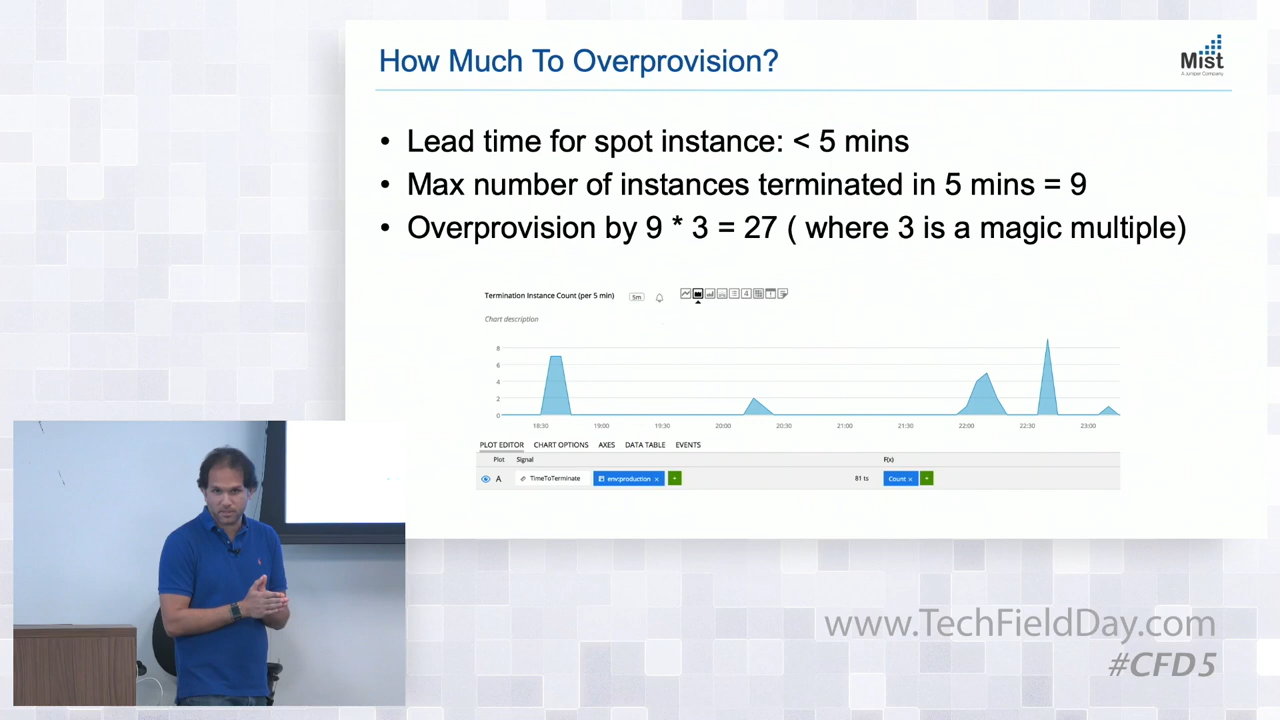 How Much To Overprovision?
Mist
A Juniper Company
• Lead time for spot instance: < 5 mins
• Max number of instances terminated in 5 mins = 9
• Overprovision by 9 * 3 = 27 ( where 3 is a magic multiple)
Termination Instance Count (per 5 min) 5m
Chart description
8
6
4
2
0
18:30 19:00 19:30 20:00 20:30 21:00 21:30 22:00 22:30 23:00
PLOT EDITOR CHART OPTIONS AXES DATA TABLE EVENTS
Plot Signal F(x)
A TimeToTerminate env:production × + 81 ts Count × +
www.TechFieldDay.com
#CFD5